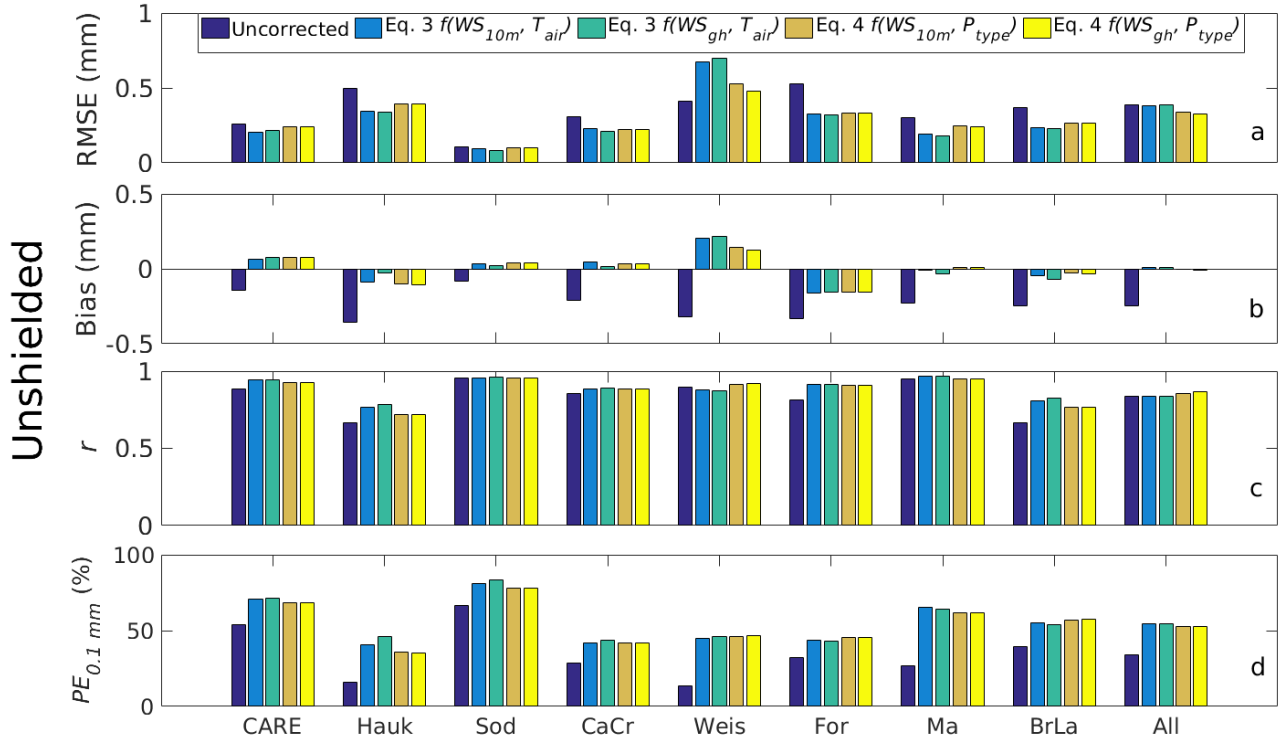 Unshielded
1
0.5
0
RMSE (mm)
Uncorrected
Eq. 3 f(WS10m, Tair)
Eq. 3 f(WSgh, Tair)
Eq. 4 f(WS10m, Ptype)
Eq. 4 f(WSgh, Ptype)
a
0.5
0
-0.5
Bias (mm)
b
1
0.5
0
r
c
100
50
0
PE0.1 mm (%)
d
CARE Hauk Sod CaCr Weis For Ma BrLa All